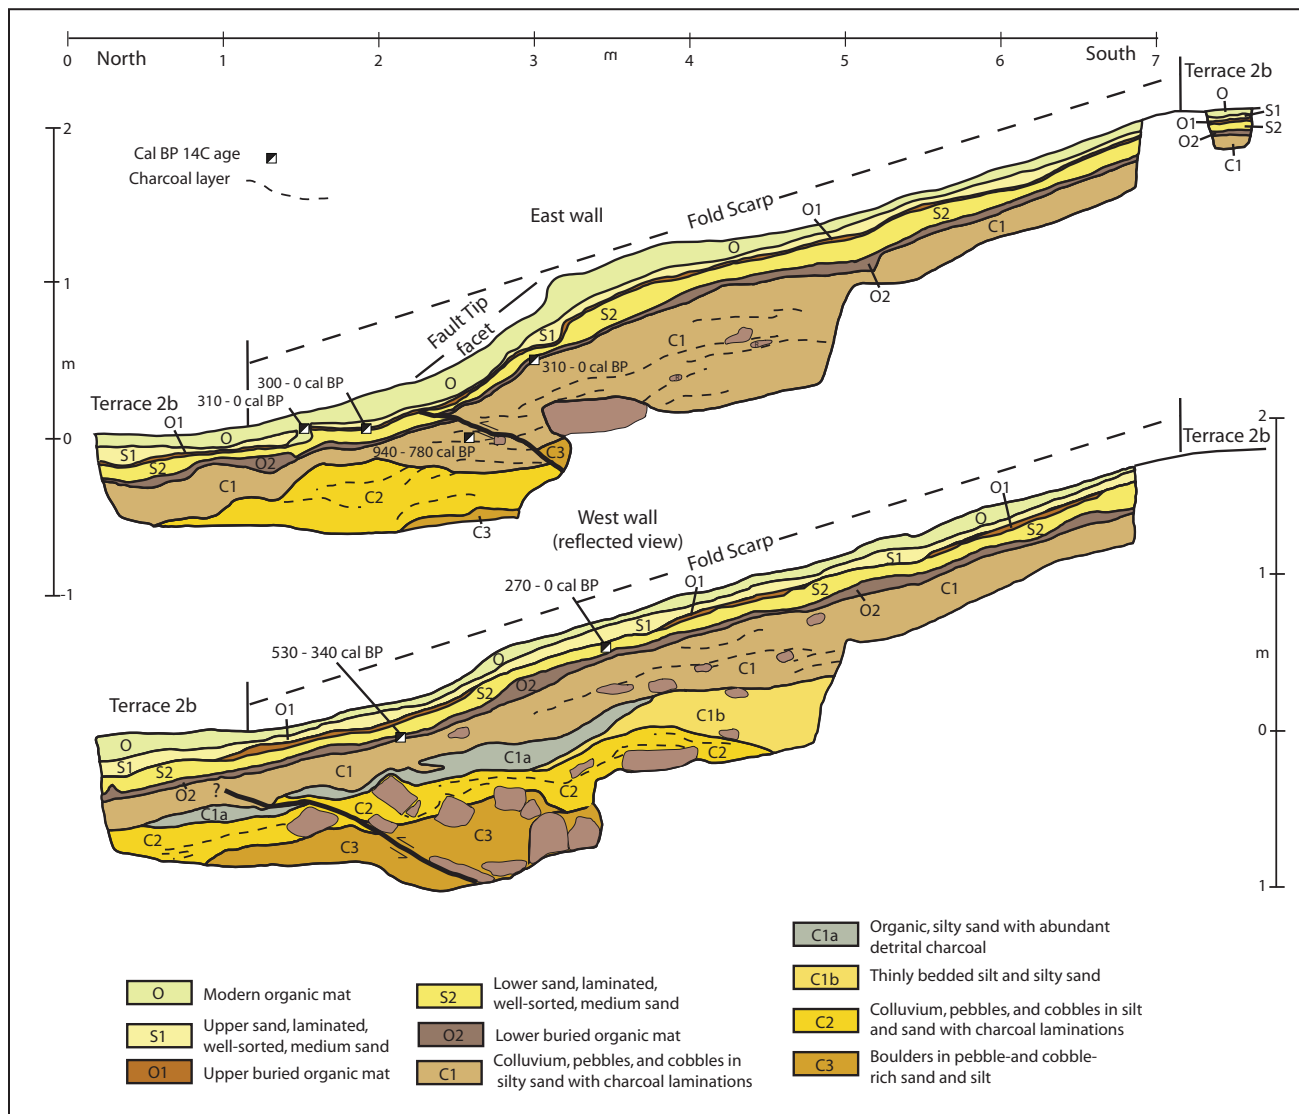 0 North 1 2 3 m 4 5 6 South 7
Terrace 2b
O
S1
O1
S2
O2
C1
2
Cal BP 14C age
Charcoal layer
East wall
Fold Scarp
O1
S2
C1
O
O2
1
Fault Tip
facet
S1
S2
C1
m
310 - 0 cal BP
300 - 0 cal BP
310 - 0 cal BP
Terrace 2b
O1
O
O
0
S1
S2
O2
940 - 780 cal BP
C3
C1
C2
C3
-1
2
Terrace 2b
West wall
(reflected view)
Fold Scarp
O1
O
S2
S1
270 - 0 cal BP
O1
S2
C1
O2
1
S1
530 - 340 cal BP
O
C1
m
S2
O2
Terrace 2b
O1
C1b
0
O
C1a
C2
S1
S2
C1
O2
?
C2
C1a
C2
C2
C3
C3
1
O Modern organic mat
S1 Upper sand, laminated,
well-sorted, medium sand
O1 Upper buried organic mat
S2 Lower sand, laminated,
well-sorted, medium sand
O2 Lower buried organic mat
C1 Colluvium, pebbles, and cobbles in
silty sand with charcoal laminations
C1a Organic, silty sand with abundant
detrital charcoal
C1b Thinly bedded silt and silty sand
C2 Colluvium, pebbles, and cobbles in silt
and sand with charcoal laminations
C3 Boulders in pebble-and cobble-
rich sand and silt